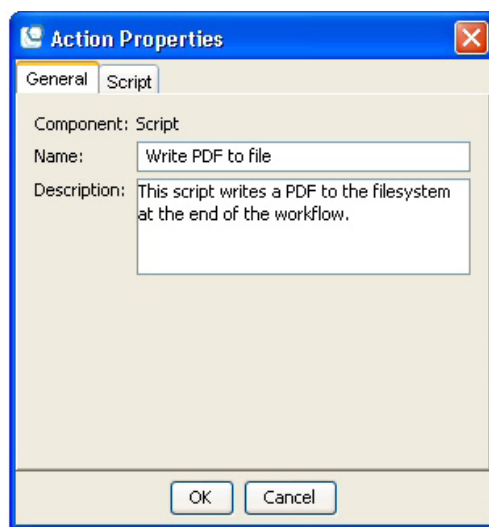 Action Properties
General Script
Component: Script
Name: Write PDF to file
Description: This script writes a PDF to the filesystem
at the end of the workflow.
OK Cancel